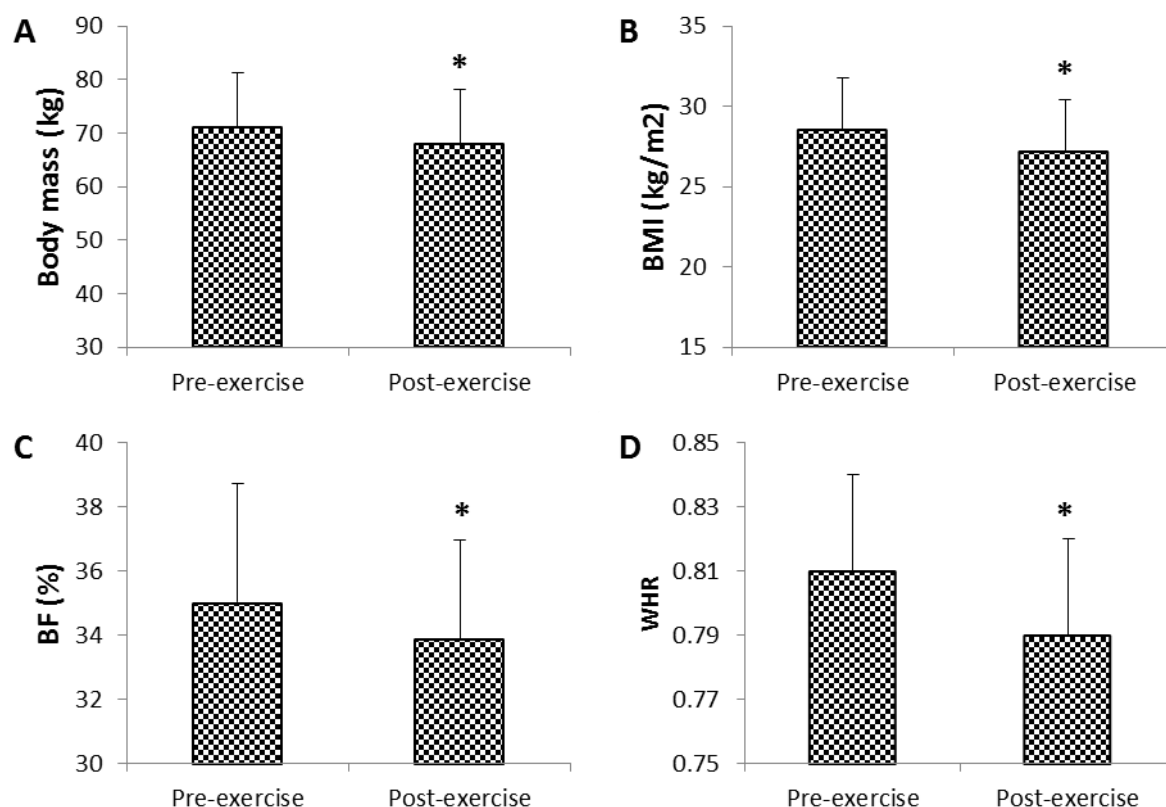 A
Body mass (kg)
90
80
70
60
50
40
30
*
Pre-exercise
Post-exercise
B
BMI (kg/m2)
35
30
25
20
15
*
Pre-exercise
Post-exercise
C
BF (%)
40
38
36
34
32
30
*
Pre-exercise
Post-exercise
D
WHR
0.85
0.83
0.81
0.79
0.77
0.75
*
Pre-exercise
Post-exercise